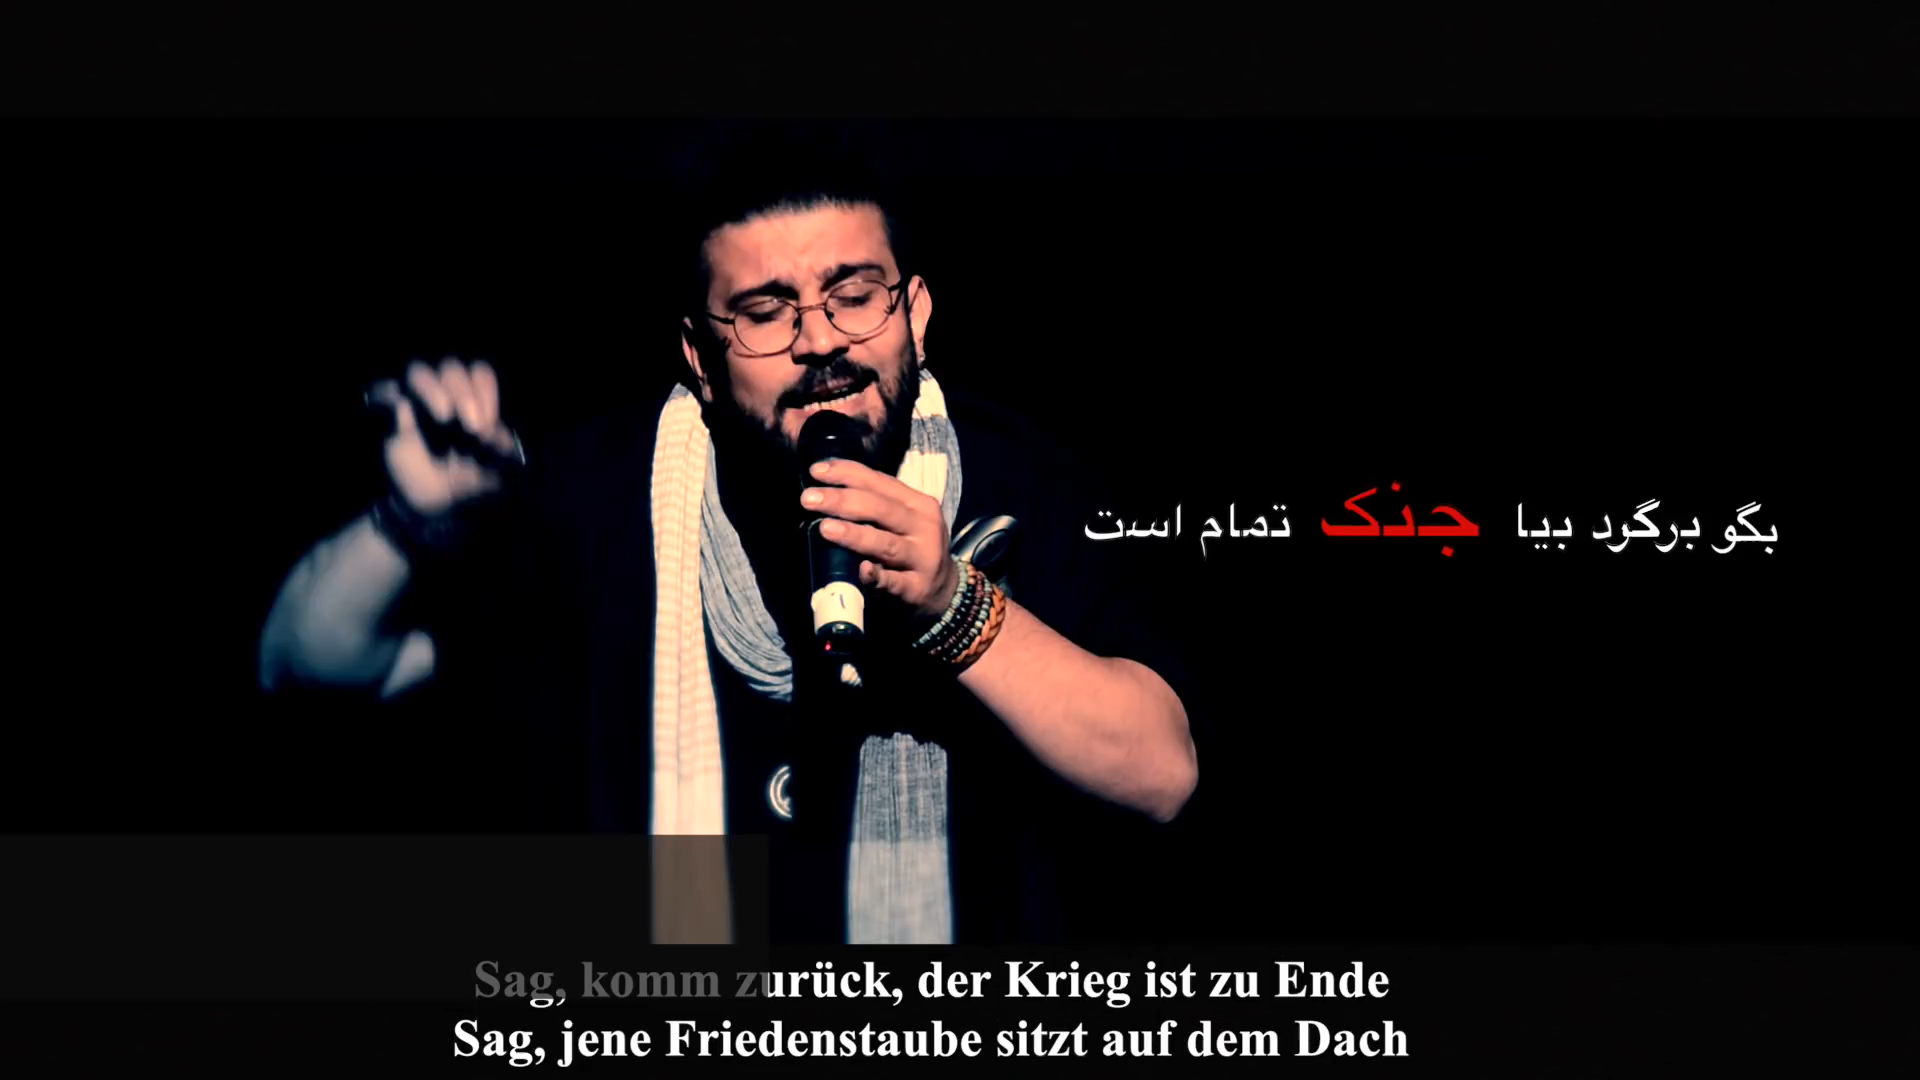 بگو برگرد بیا جنک تمام است
Sag, komm zurück, der Krieg ist zu Ende
Sag, jene Friedenstaube sitzt auf dem Dach